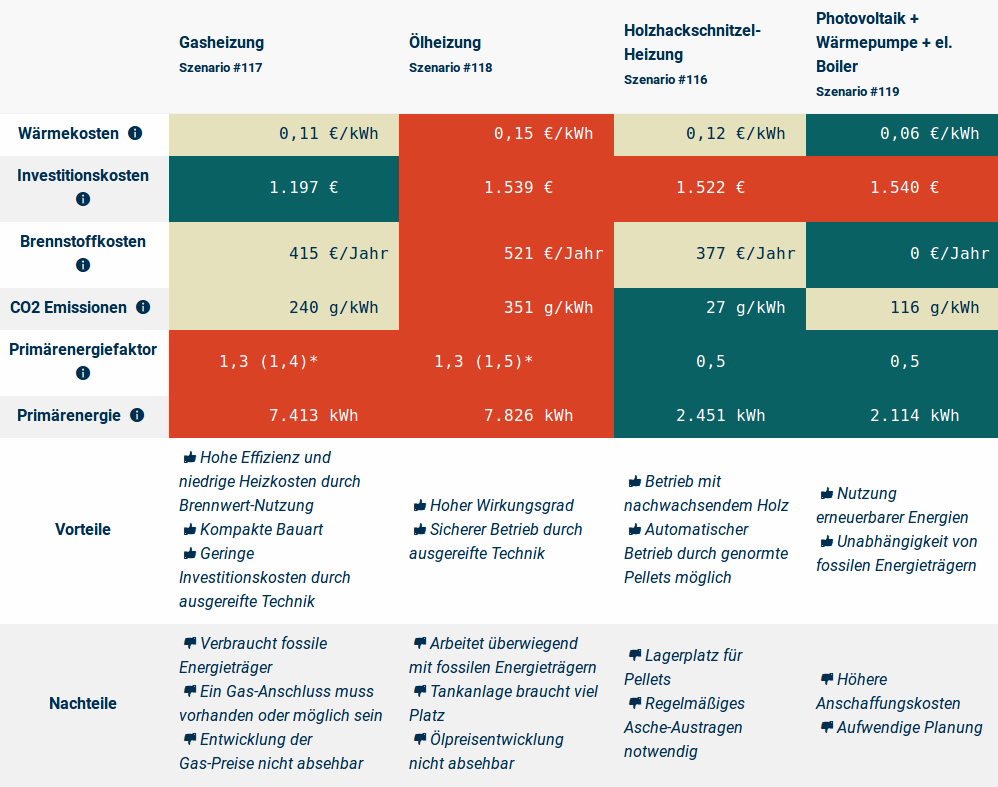 Gasheizung
Szenario #117
Ölheizung
Szenario #118
Holzhackschnitzel-
Heizung
Szenario #116
Photovoltaik +
Wärmepumpe + el.
Boiler
Szenario #119
Wärmekosten i 0,11 €/kWh 0,15 €/kWh 0,12 €/kWh 0,06 €/kWh
Investitionskosten i 1.197 € 1.539 € 1.522 € 1.540 €
Brennstoffkosten i 415 €/Jahr 521 €/Jahr 377 €/Jahr 0 €/Jahr
CO2 Emissionen i 240 g/kWh 351 g/kWh 27 g/kWh 116 g/kWh
Primärenergiefaktor i 1,3 (1,4)* 1,3 (1,5)* 0,5 0,5
Primärenergie i 7.413 kWh 7.826 kWh 2.451 kWh 2.114 kWh
Vorteile
Hohe Effizienz und
niedrige Heizkosten durch
Brennwert-Nutzung
Kompakte Bauart
Geringe
Investitionskosten durch
ausgereifte Technik
Hoher Wirkungsgrad
Sicherer Betrieb durch
ausgereifte Technik
Betrieb mit
nachwachsendem Holz
Automatischer
Betrieb durch genormte
Pellets möglich
Nutzung
erneuerbarer Energien
Unabhängigkeit von
fossilen Energieträgern
Nachteile
Verbraucht fossile
Energieträger
Ein Gas-Anschluss muss
vorhanden oder möglich sein
Entwicklung der
Gas-Preise nicht absehbar
Arbeitet überwiegend
mit fossilen Energieträgern
Tankanlage braucht viel
Platz
Ölpreisentwicklung
nicht absehbar
Lagerplatz für
Pellets
Regelmäßiges
Asche-Austragen
notwendig
Höhere
Anschaffungskosten
Aufwendige Planung